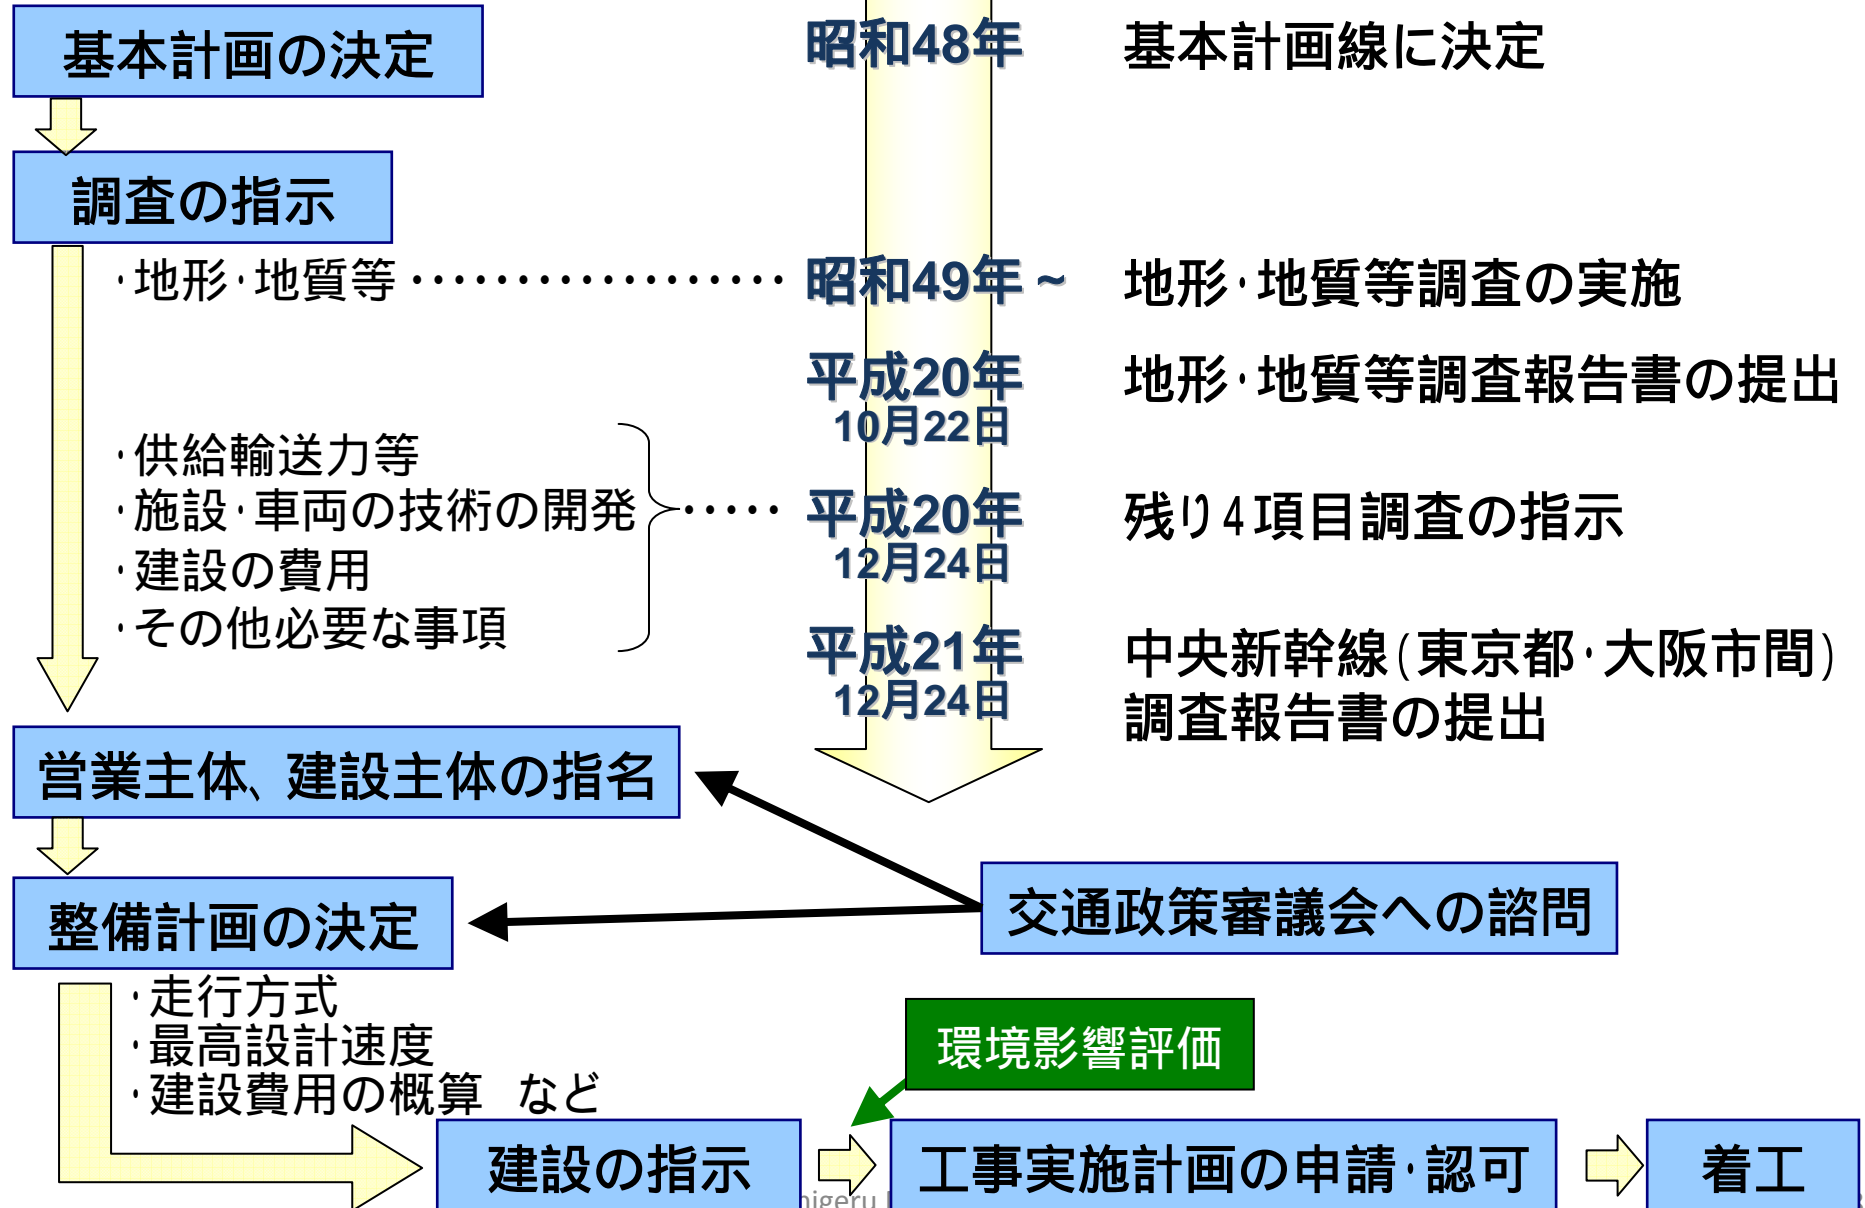 基本計画の決定
昭和48年 基本計画線に決定
調査の指示
・地形・地質等 ・・・・・・・・・・・・・・・・・・ 昭和49年~ 地形・地質等調査の実施
平成20年 地形・地質等調査報告書の提出
10月22日
・供給輸送力等
・施設・車両の技術の開発 ・・・・・ 平成20年 残り4項目調査の指示
12月24日
・建設の費用
・その他必要な事項
平成21年 中央新幹線(東京都・大阪市間)
12月24日 調査報告書の提出
営業主体、建設主体の指名
整備計画の決定
交通政策審議会への諮問
・走行方式
・最高設計速度
・建設費用の概算 など
環境影響評価
建設の指示
工事実施計画の申請・認可
着工